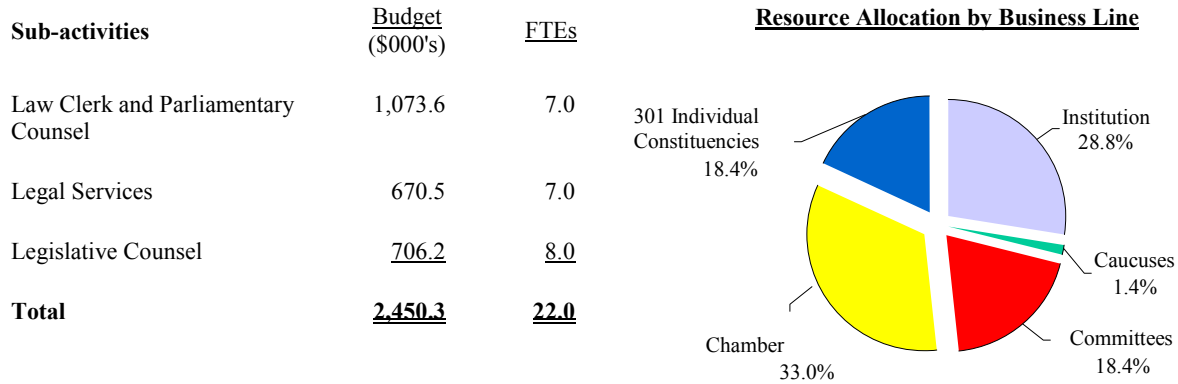 Sub-activities
Budget
($000's)
FTEs
Law Clerk and Parliamentary
Counsel
1,073.6
7.0
Legal Services
670.5
7.0
Legislative Counsel
706.2
8.0
Total
2,450.3
22.0
Resource Allocation by Business Line
301 Individual
Constituencies
18.4%
Institution
28.8%
Caucuses
1.4%
Committees
18.4%
Chamber
33.0%